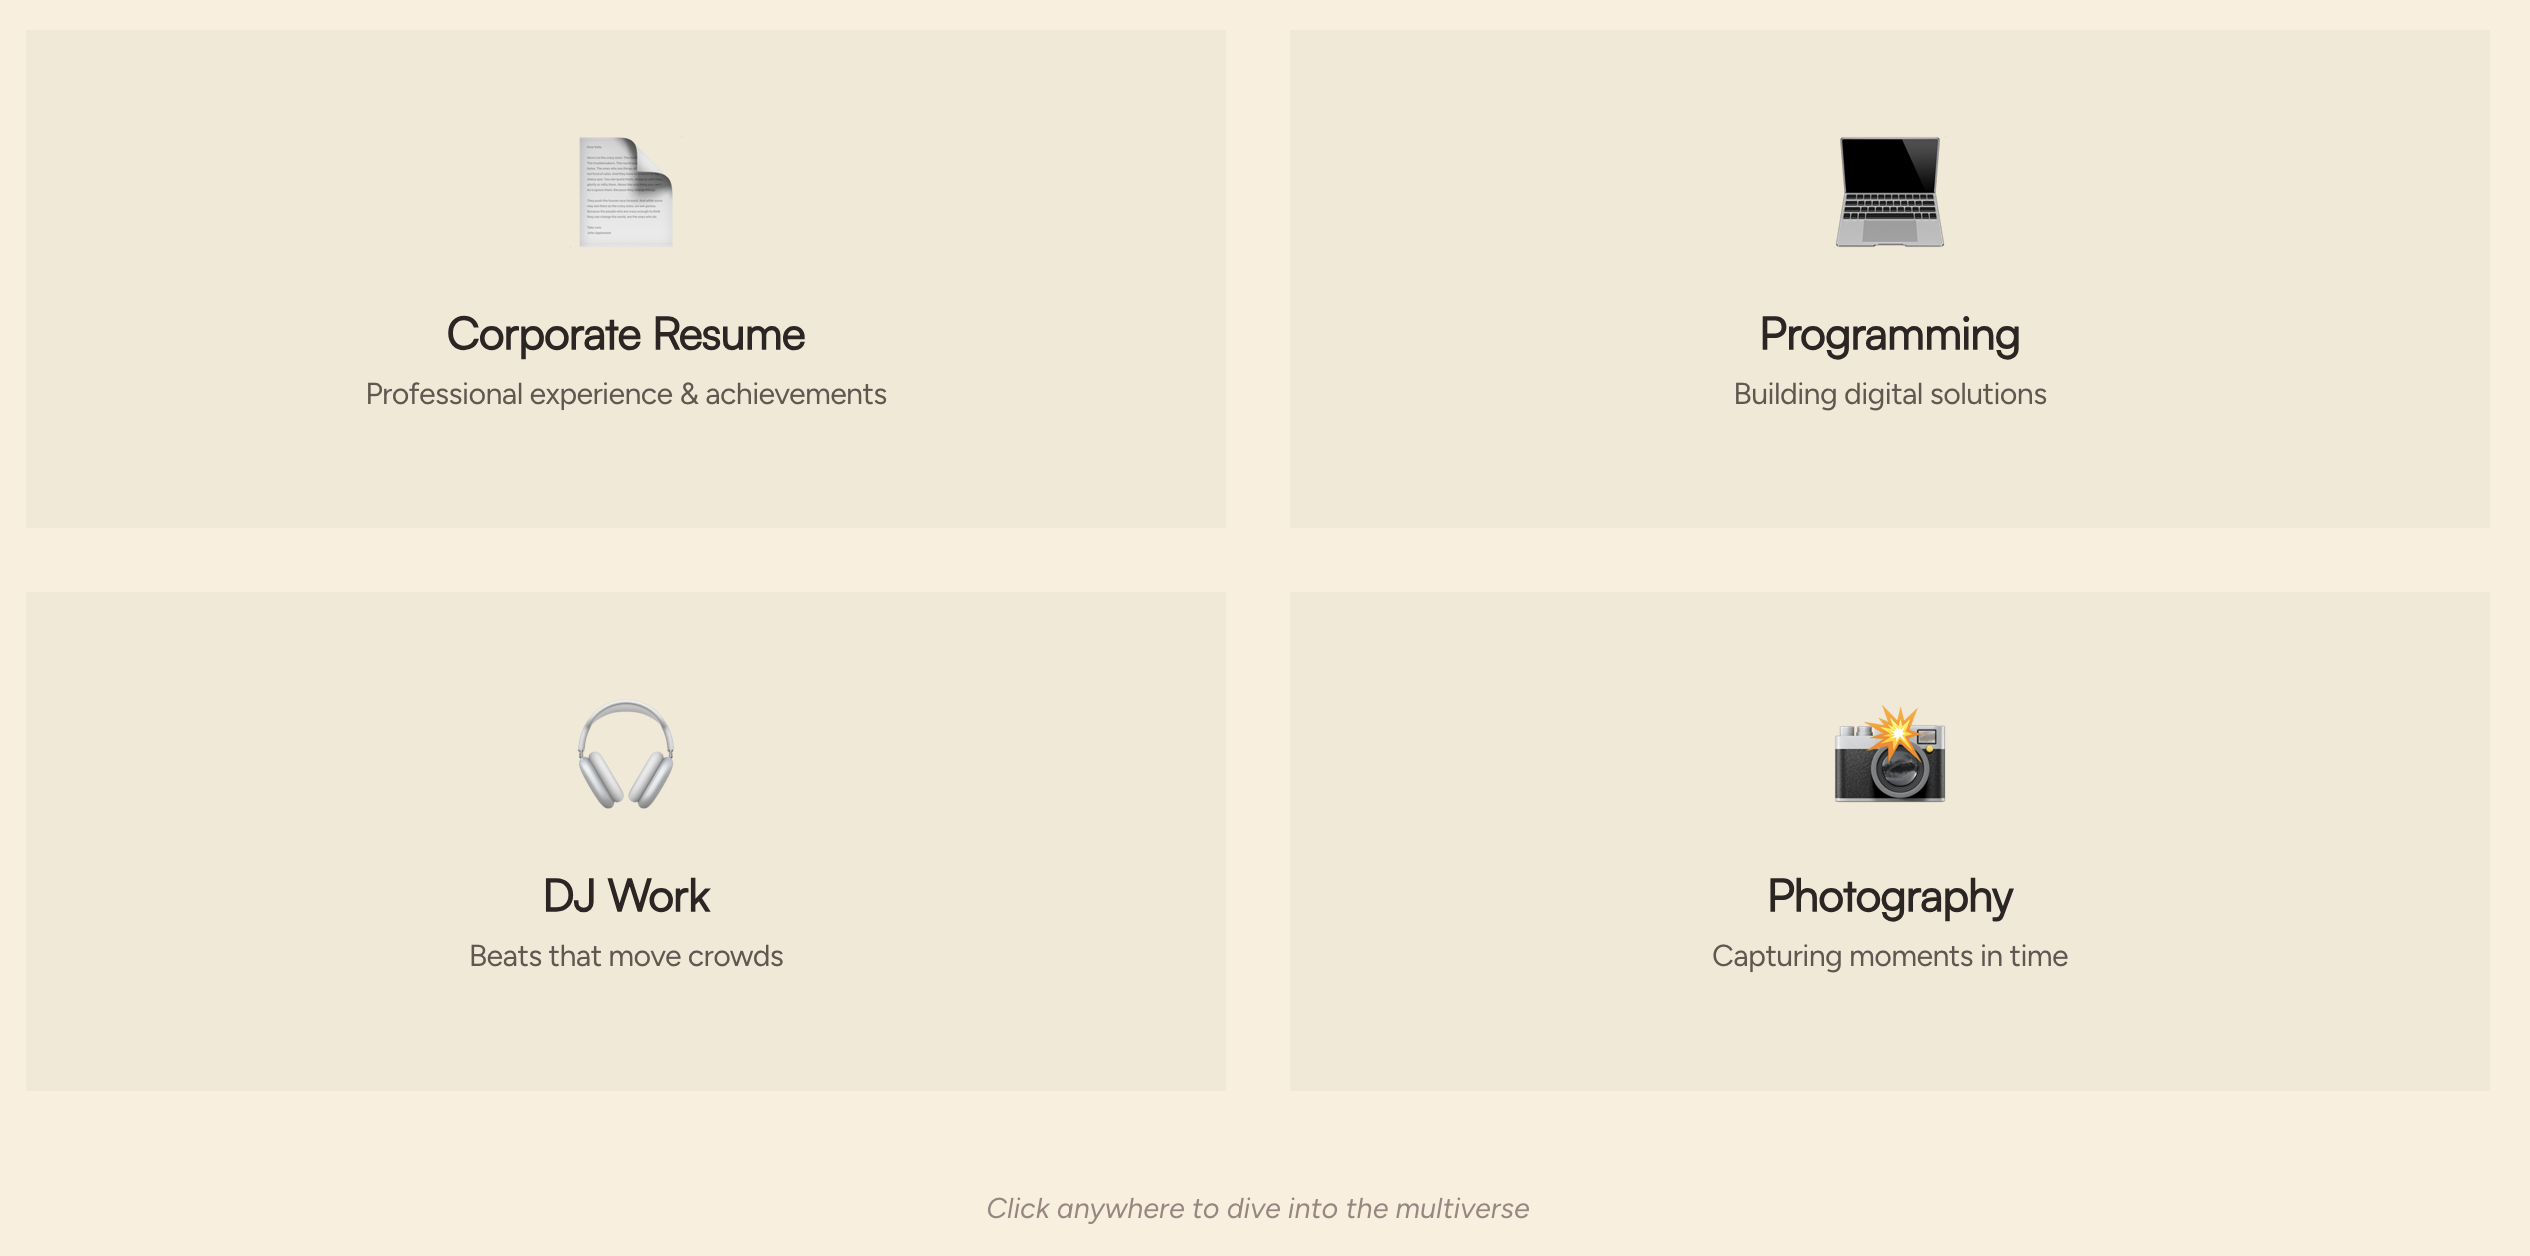 Corporate Resume
Professional experience & achievements
Programming
Building digital solutions
DJ Work
Beats that move crowds
Photography
Capturing moments in time
Click anywhere to dive into the multiverse